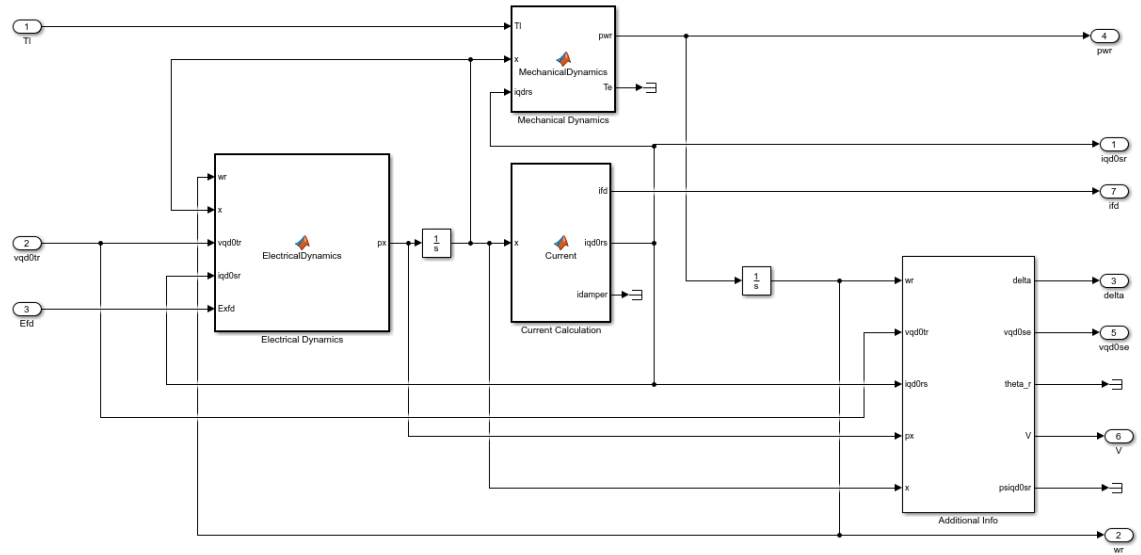 1
Tl
Tl
x
iqdrs
MechanicalDynamics
pwr
Te
Mechanical Dynamics
4
pwr
1
iqd0sr
wr
x
vqd0tr
iqd0sr
Exfd
ElectricalDynamics
px
Electrical Dynamics
2
vqd0tr
3
Efd
1
s
x
Current
ifd
iqd0rs
idamper
Current Calculation
7
ifd
1
s
wr
vqd0tr
iqd0rs
px
x
delta
vqd0se
theta_r
V
psiqd0sr
Additional Info
3
delta
5
vqd0se
6
V
2
wr